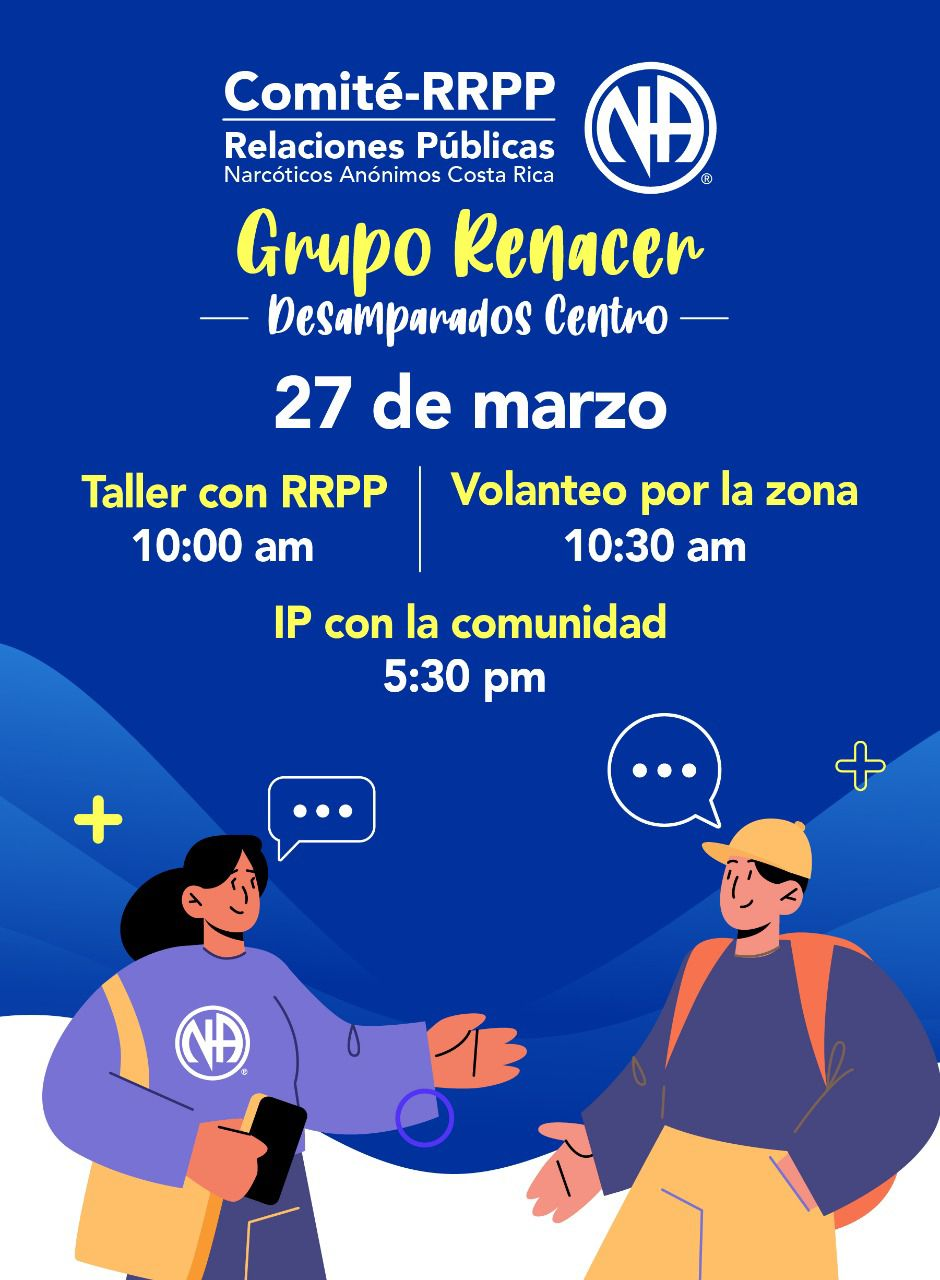 Comité-RRPP
Relaciones Públicas
Narcóticos Anónimos Costa Rica
NA
®
Grupo Renacer
Desamparados Centro
27 de marzo
Taller con RRPP
10:00 am
Volanteo por la zona
10:30 am
IP con la comunidad
5:30 pm
NA
®